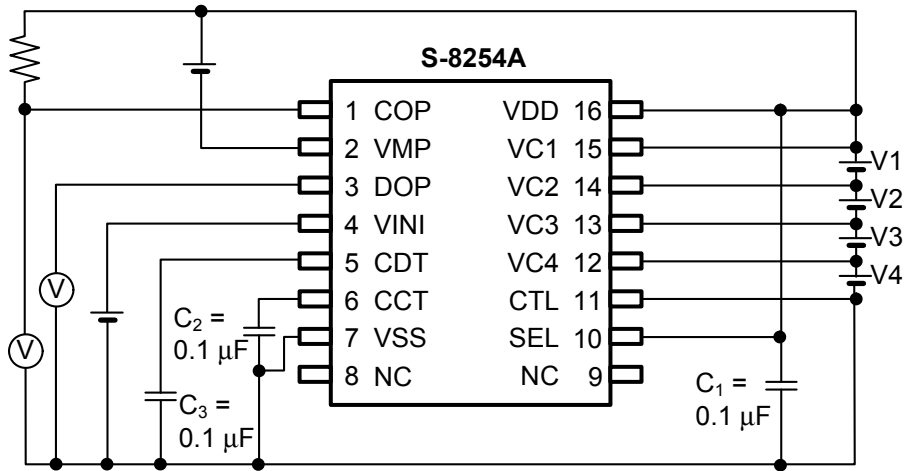 S-8254A
1 COP VDD 16
2 VMP VC1 15
3 DOP VC2 14
4 VINI VC3 13
5 CDT VC4 12
6 CCT CTL 11
7 VSS SEL 10
8 NC NC 9
V1
V2
V3
V4
V
V
C2 =
0.1 μF
C3 =
0.1 μF
C1 =
0.1 μF